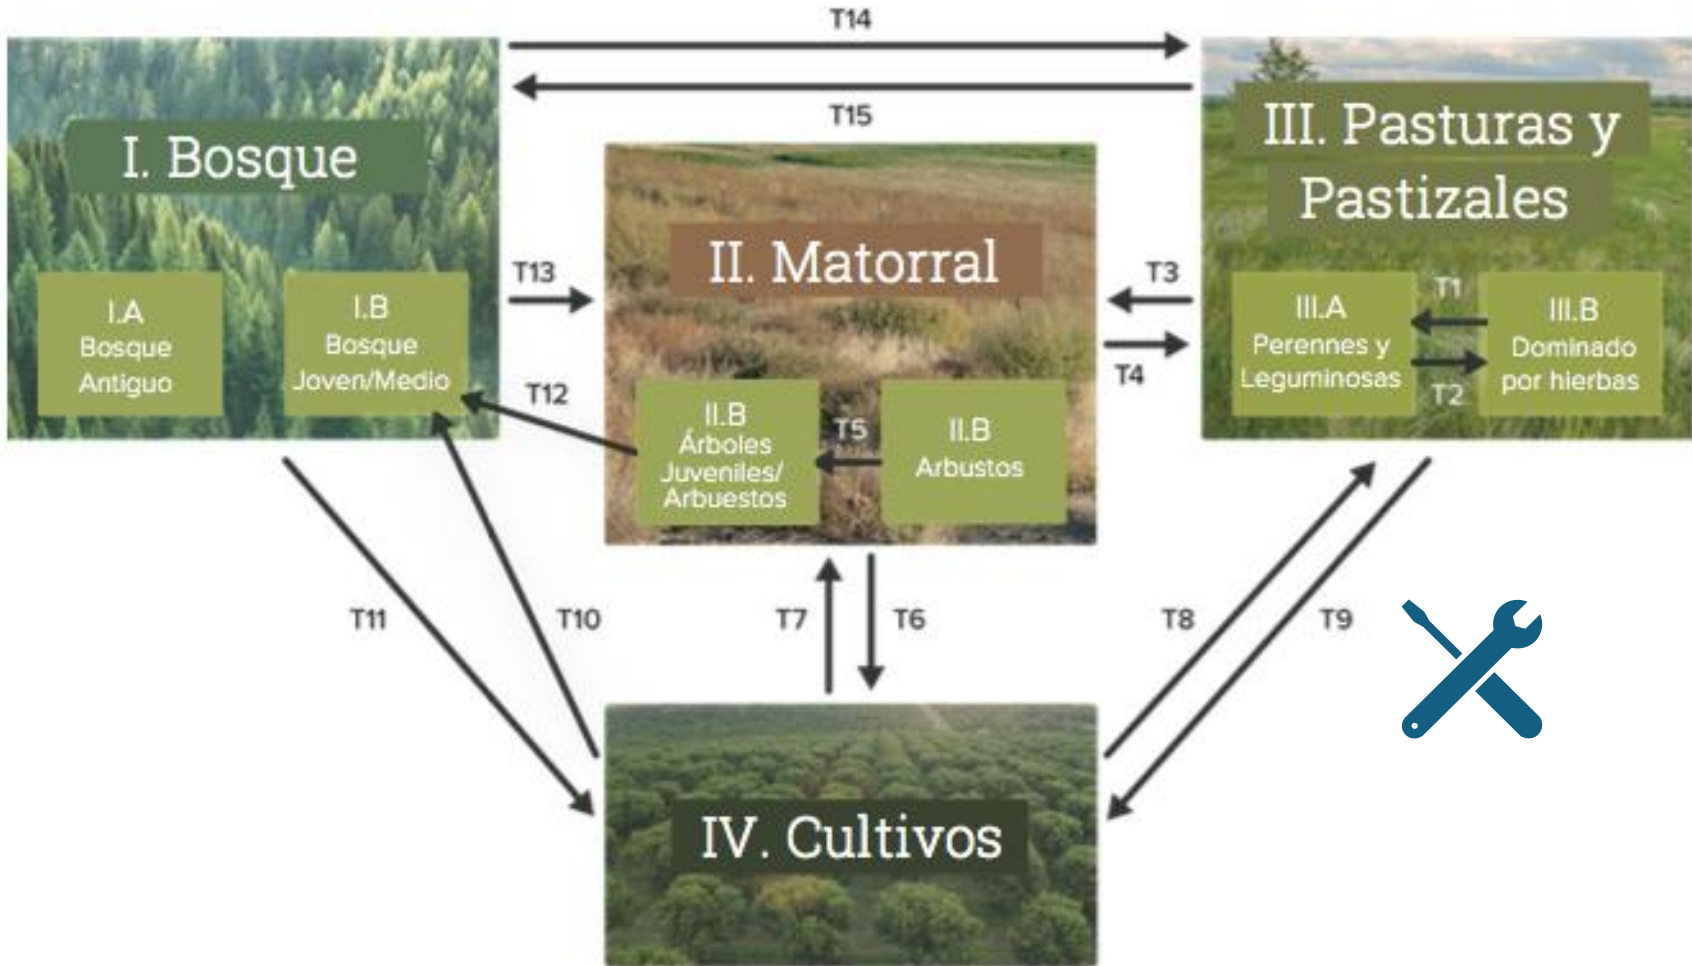 T14
T15
I. Bosque
III. Pasturas y
Pastizales
II. Matorral
T13
T3
T4
I.A
Bosque
Antiguo
I.B
Bosque
Joven/Medio
T12
II.B
Árboles
Juveniles/
Arbuestos
T5
II.B
Arbustos
III.A
Perennes y
Leguminosas
T1
T2
III.B
Dominado
por hierbas
T11
T10
T7
T6
T8
T9
IV. Cultivos